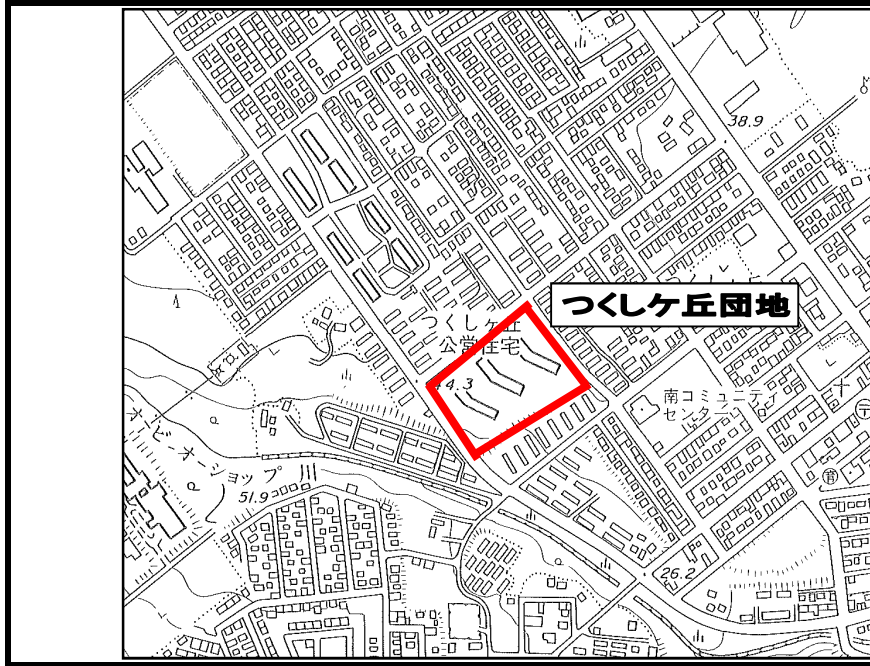 38.9
つくしケ丘団地
つくしケ丘
公営住宅
44.3
南コミュニティ
センター
オービーオーショップ川
51.9
26.2